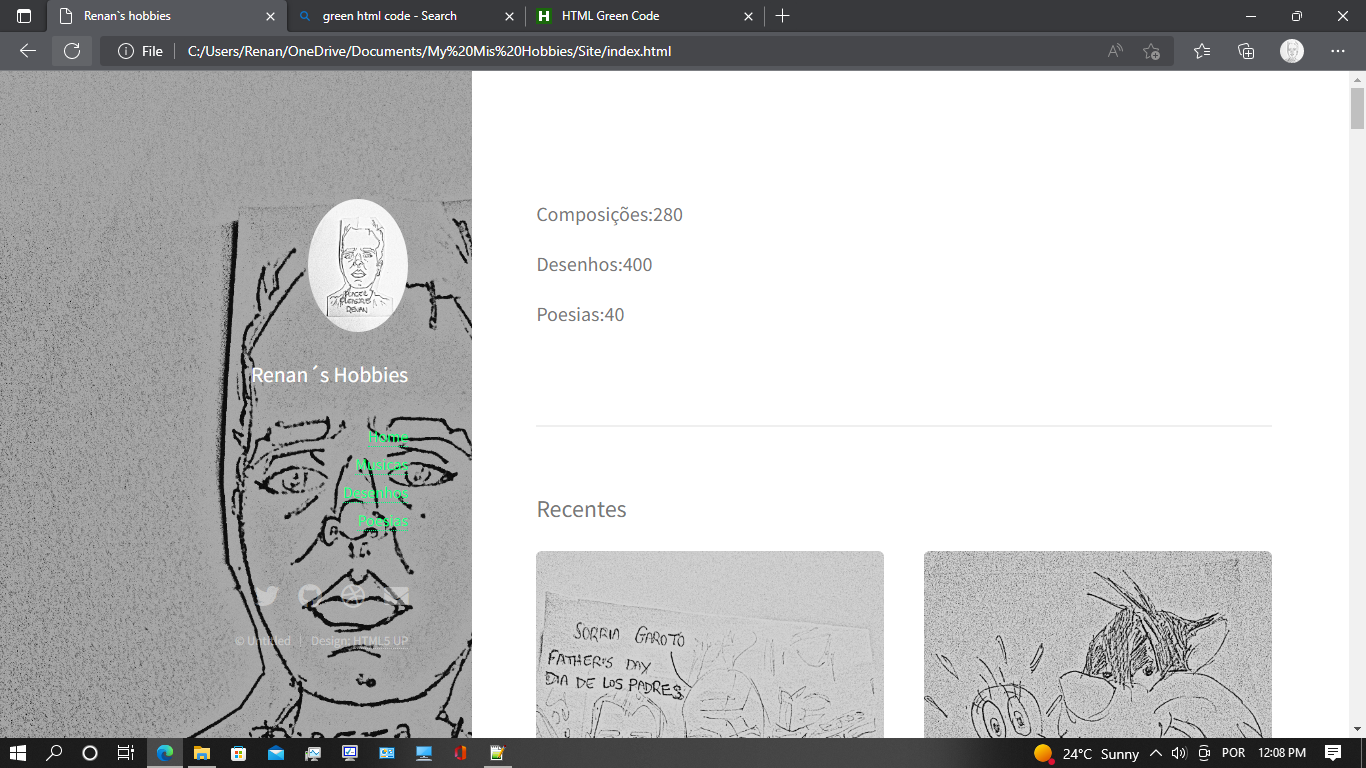 Renan`s hobbies
green html code - Search
HTML Green Code
File
C:/Users/Renan/OneDrive/Documents/My%20Mis%20Hobbies/Site/index.html
RENAN
Renan´s Hobbies
Home
Musicas
Desenhos
Poesias
© Untitled | Design: HTML5 UP
Composições:280
Desenhos:400
Poesias:40
Recentes
SORRIA GAROTO
FATHER'S DAY
DIA DE LOS PADRES
24°C Sunny
POR
12:08 PM